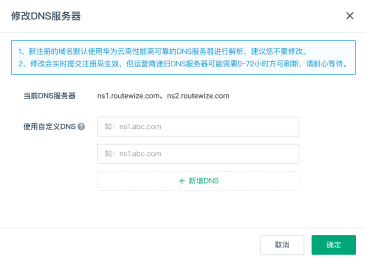 修改DNS服务器
1、新注册的域名默认使用华为云高性能高可靠的DNS服务器进行解析，建议您不要修改。
2、修改会实时提交注册局生效，但运营商递归DNS服务器可能需要0-72小时方可刷新，请耐心等待。
当前DNS服务器 ns1.routewize.com、ns2.routewize.com
使用自定义DNS ? 如：ns1.abc.com
如：ns1.abc.com
+ 新增DNS
取消 确定